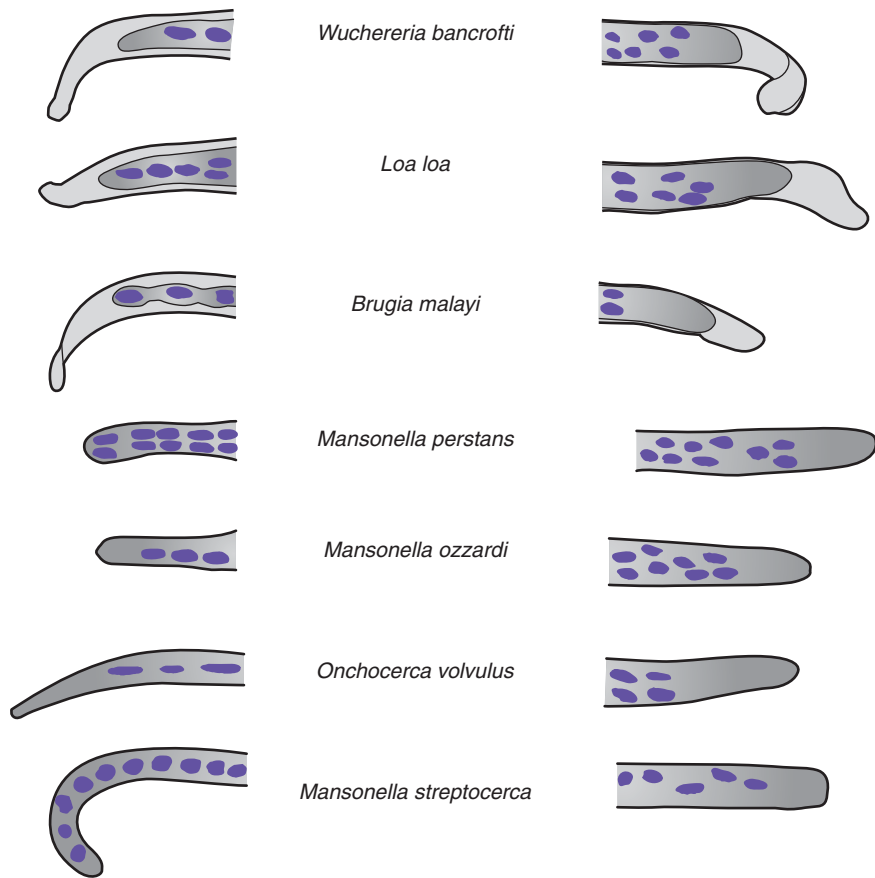 Wuchereria bancrofti
Loa loa
Brugia malayi
Mansonella perstans
Mansonella ozzardi
Onchocerca volvulus
Mansonella streptocerca